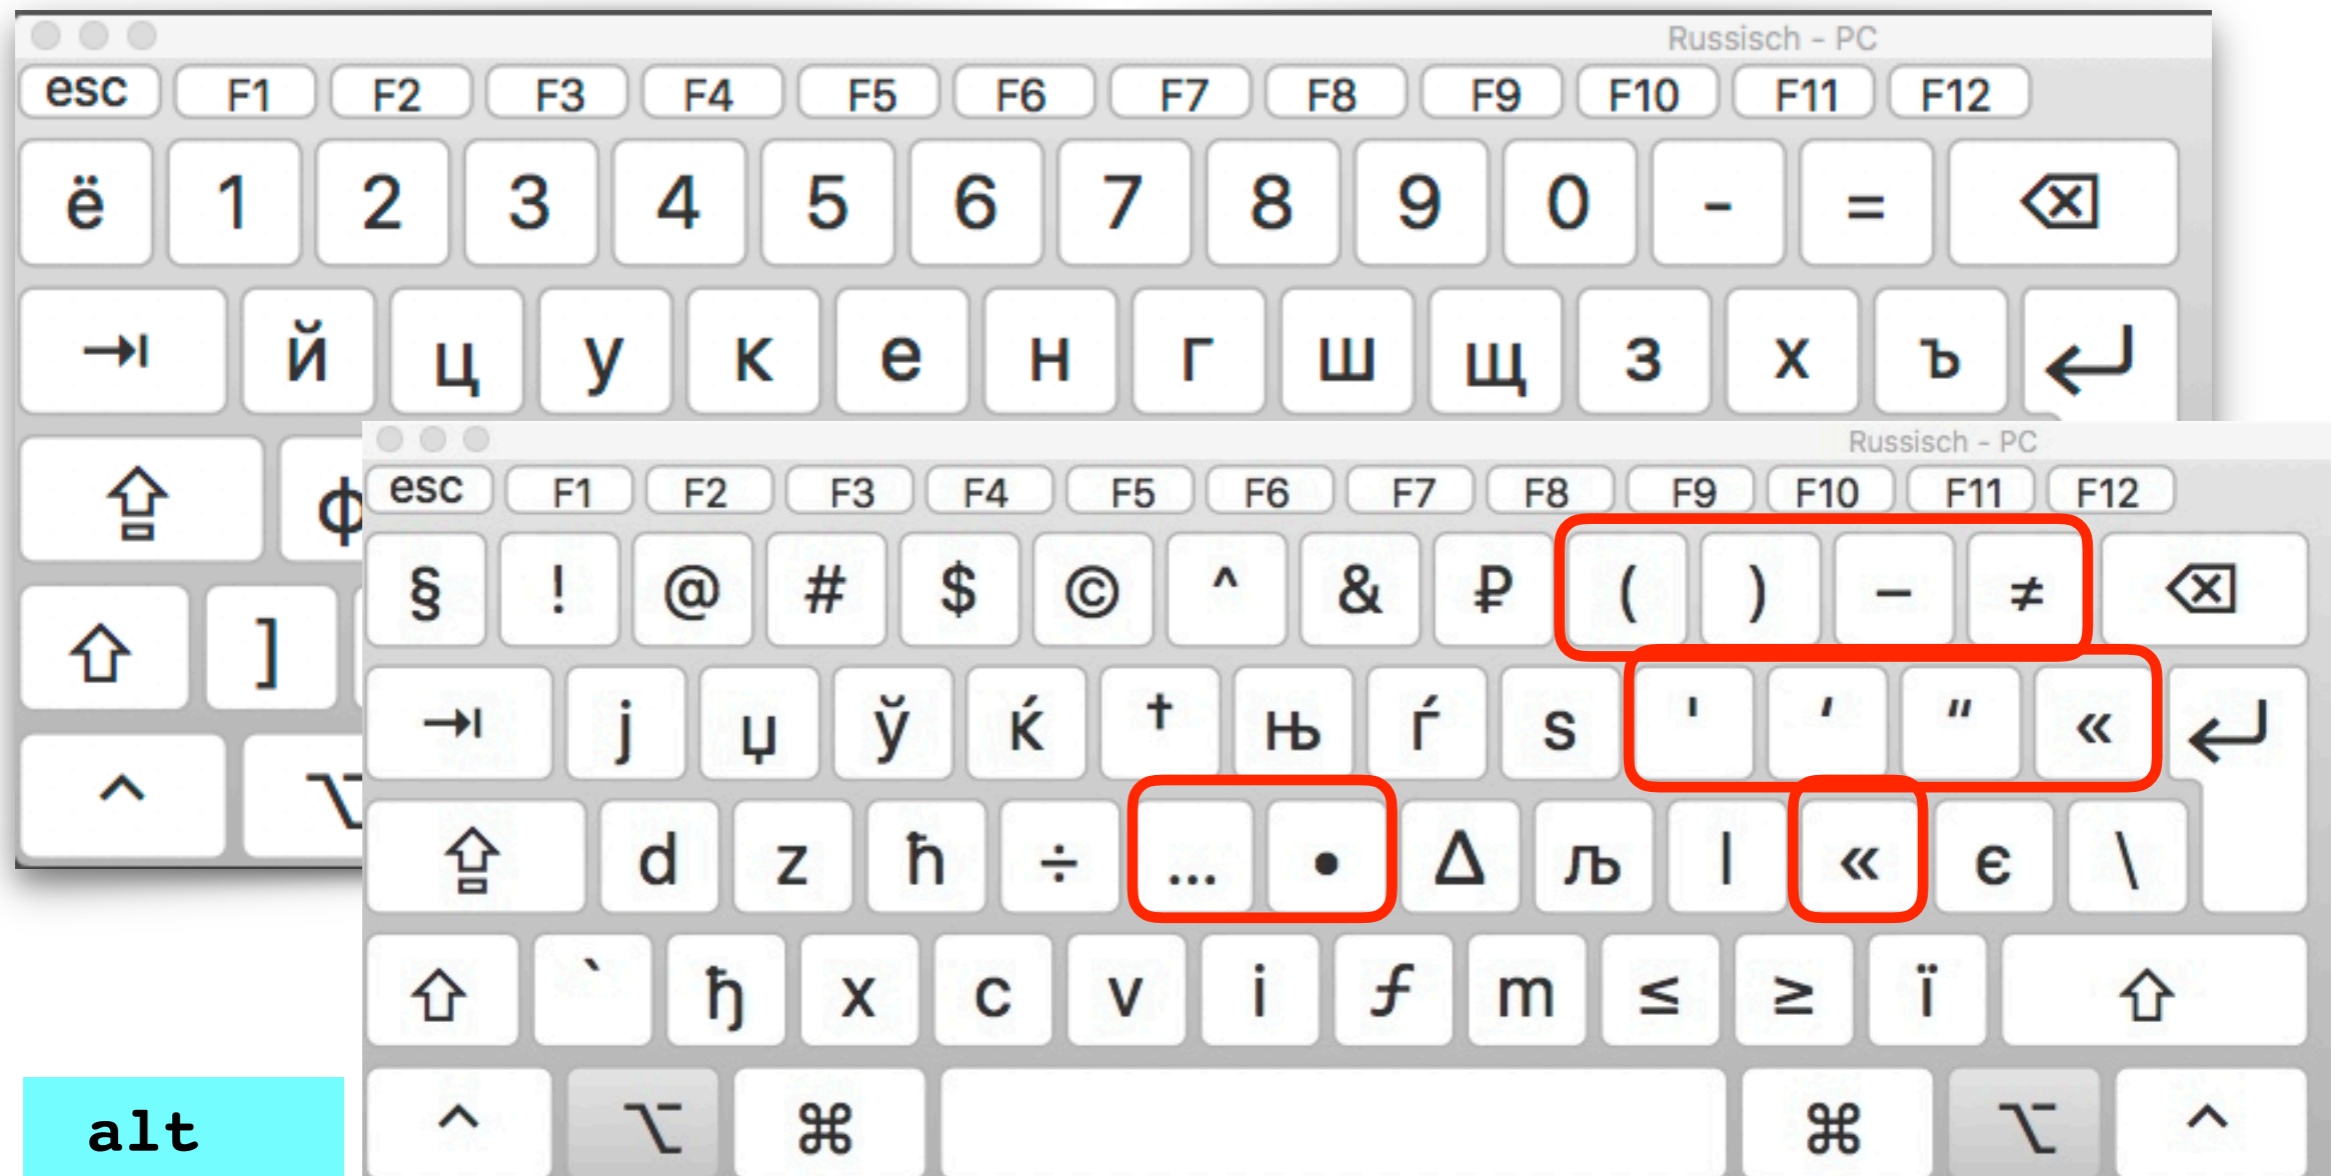 Russisch - PC
esc F1 F2 F3 F4 F5 F6 F7 F8 F9 F10 F11 F12
ё 1 2 3 4 5 6 7 8 9 0 - =
й ц у к е н г ш щ з х ъ
ф
]
Russisch - PC
esc F1 F2 F3 F4 F5 F6 F7 F8 F9 F10 F11 F12
§ ! @ # $ © ^ & ₽ ( ) – ≠
ј џ ў ќ † њ ѓ ѕ ' ‘ “ «
d z ћ ÷ … • ∆ љ l « є \
` ђ x c v i ƒ m ≤ ≥ ї
^ ⌥ ⌘ ⌘ ⌥ ^
alt